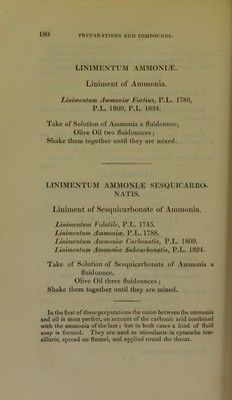 180 PREPARATIONS AND COMPOUNDS.
LINIMENTUM AMMONIÆ.
Liniment of Ammonia.
Linimentum Ammoniæ Fortius, P.L. 1788,
P.L. 1809, P.L. 1824.
Take of Solution of Ammonia a fluidounce,
Olive Oil two fluidounces;
Shake them together until they are mixed.
LINIMENTUM AMMONIÆ SESQUICARBO-
NATIS.
Liniment of Sesquicarbonate of Ammonia.
Linimentum Volatile, P.L. 1745.
Linimentum Ammoniæ, P.L. 1788.
Linimentum Ammoniæ Carbonatis, P.L. 1809.
Linimentum Ammoniæ Subcarbonatis, P.L. 1824.
Take of Solution of Sesquicarbonate of Ammonia a
fluidounce,
Olive Oil three fluidounces;
Shake them together until they are mixed.
In the first of these preparations the union between the ammonia
and oil is most perfect, on account of the carbonic acid combined
with the ammonia of the last; but in both cases a kind of fluid
soap is formed. They are used as stimulants in cynanche ton-
sillaris, spread on flannel, and applied round the throat.